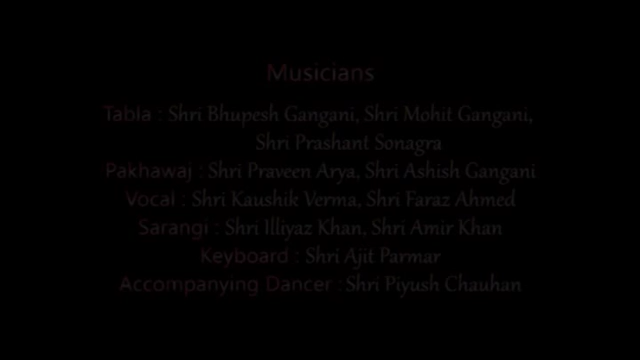 Musicians
Tabla : Shri Bhupesh Gangani, Shri Mohit Gangani,
Shri Prashant Sonagra
Pakhawaj : Shri Praveen Arya, Shri Ashish Gangani
Vocal : Shri Kaushik Verma, Shri Faraz Ahmed
Sarangi : Shri Illiyaz Khan, Shri Amir Khan
Keyboard : Shri Ajit Parmar
Accompanying Dancer : Shri Piyush Chauhan